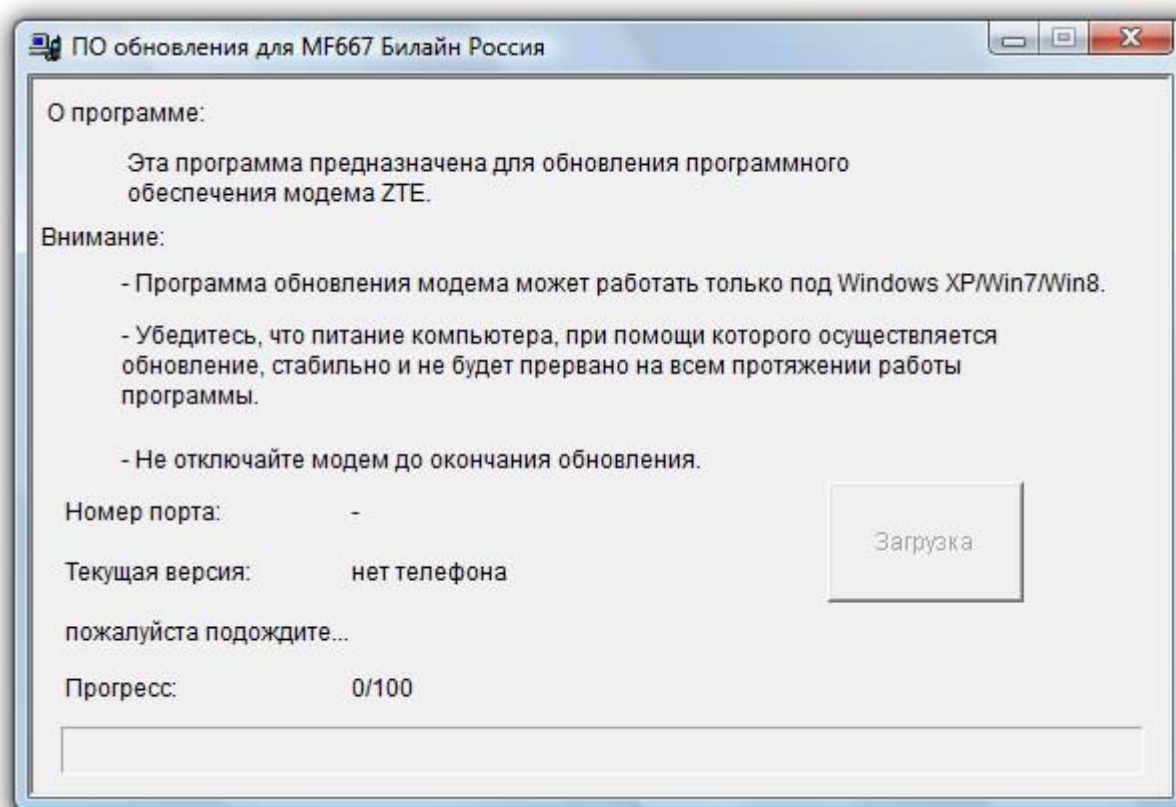 ПО обновления для MF667 Билайн Россия
О программе:
Эта программа предназначена для обновления программного
обеспечения модема ZTE.
Внимание:
- Программа обновления модема может работать только под Windows XP/Win7/Win8.
- Убедитесь, что питание компьютера, при помощи которого осуществляется
обновление, стабильно и не будет прервано на всем протяжении работы
программы.
- Не отключайте модем до окончания обновления.
Номер порта: -
Загрузка
Текущая версия: нет телефона
пожалуйста подождите...
Прогресс: 0/100